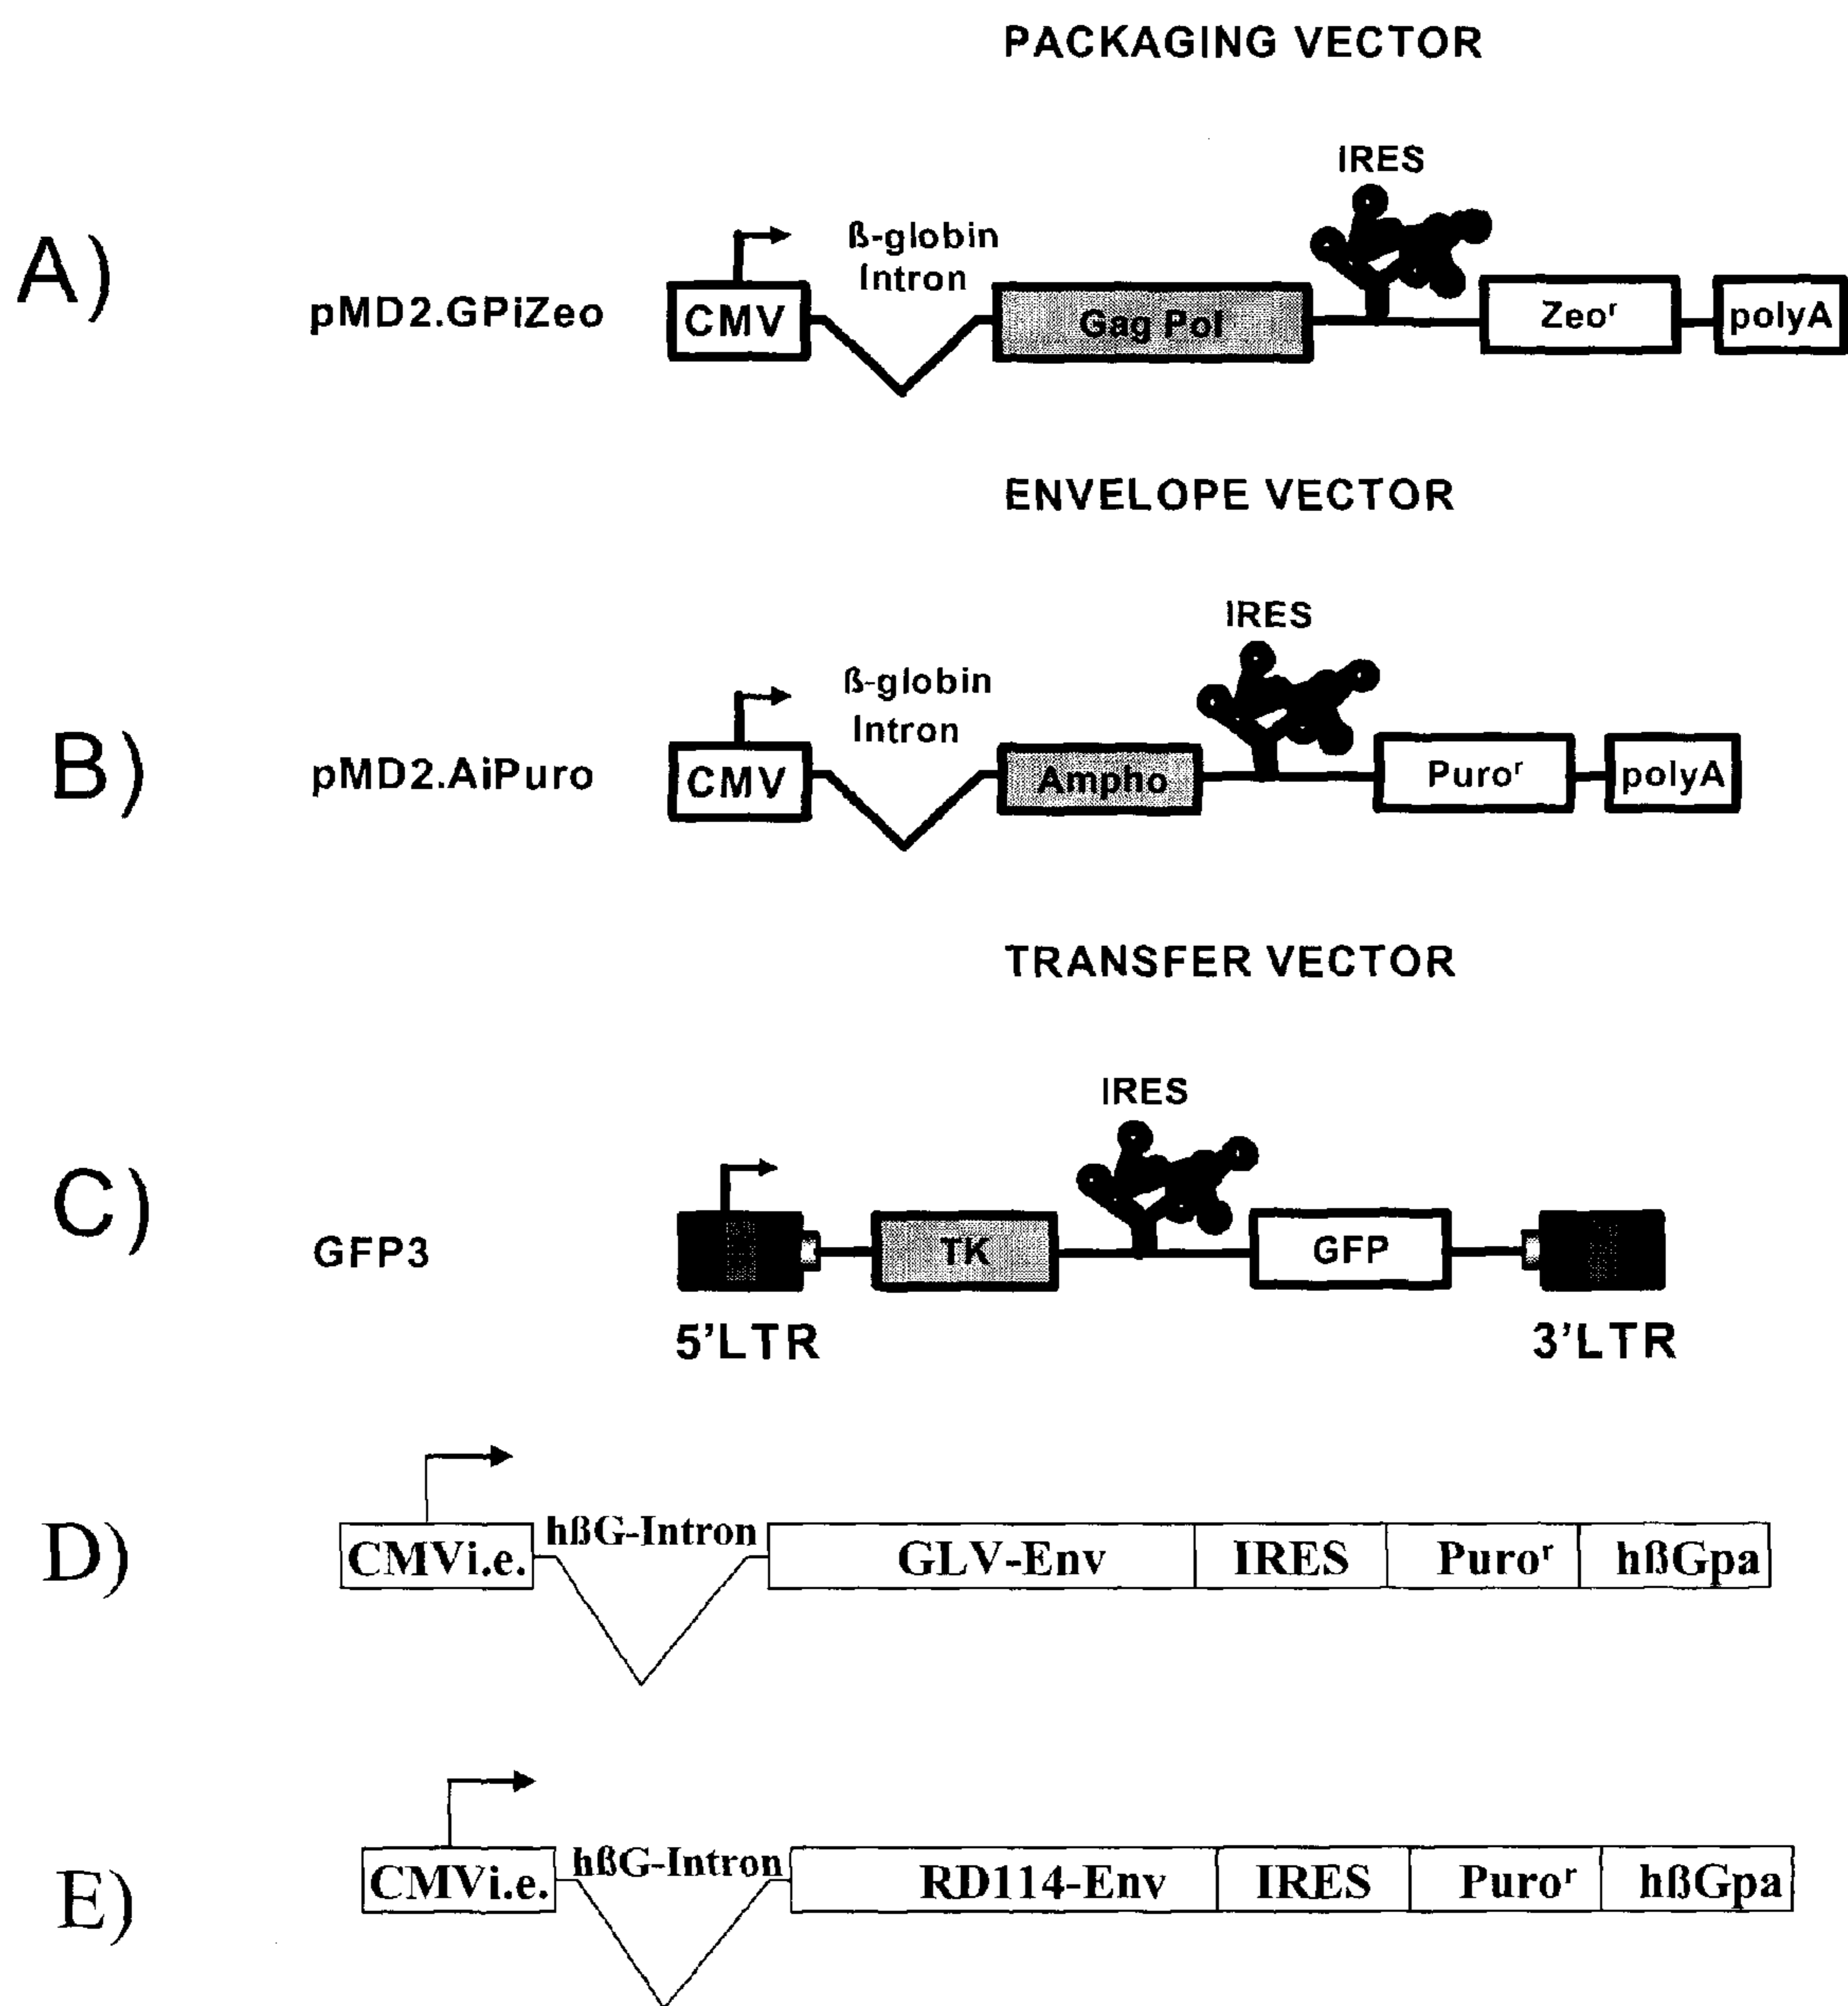 PACKAGING VECTOR
IRES
A)
ß-globin
Intron
pMD2.GPiZeo
CMV
Gag Pol
Zeoʳ
polyA
ENVELOPE VECTOR
IRES
B)
ß-globin
Intron
pMD2.AiPuro
CMV
Ampho
Puroʳ
polyA
TRANSFER VECTOR
IRES
C)
GFP3
TK
GFP
5'LTR
3'LTR
D)
CMVi.e.
hßG-Intron
GLV-Env
IRES
Puroʳ
hßGpa
E)
CMVi.e.
hßG-Intron
RD114-Env
IRES
Puroʳ
hßGpa